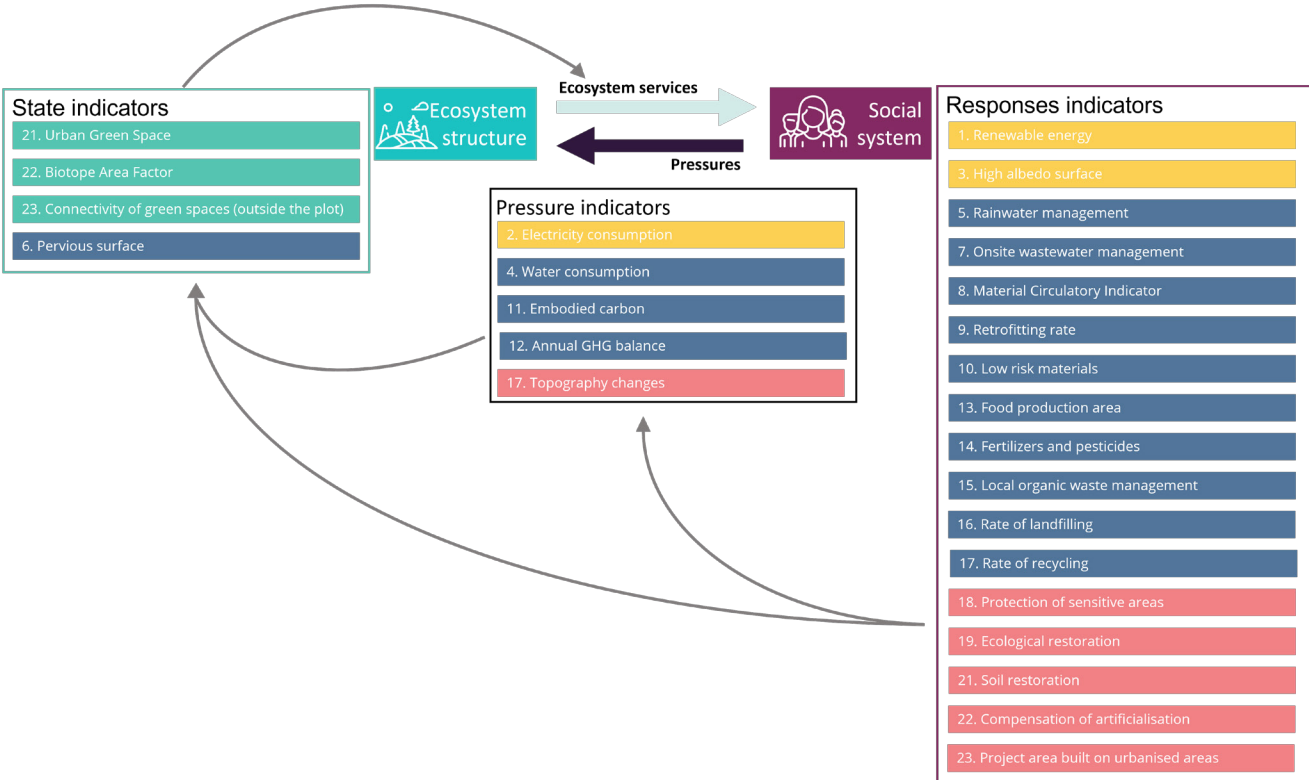 State indicators
21. Urban Green Space
22. Biotope Area Factor
23. Connectivity of green spaces (outside the plot)
6. Pervious surface
Ecosystem
structure
Ecosystem services
Pressures
Social
system
Pressure indicators
2. Electricity consumption
4. Water consumption
11. Embodied carbon
12. Annual GHG balance
17. Topography changes
Responses indicators
1. Renewable energy
3. High albedo surface
5. Rainwater management
7. Onsite wastewater management
8. Material Circulatory Indicator
9. Retrofitting rate
10. Low risk materials
13. Food production area
14. Fertilizers and pesticides
15. Local organic waste management
16. Rate of landfilling
17. Rate of recycling
18. Protection of sensitive areas
19. Ecological restoration
21. Soil restoration
22. Compensation of artificialisation
23. Project area built on urbanised areas